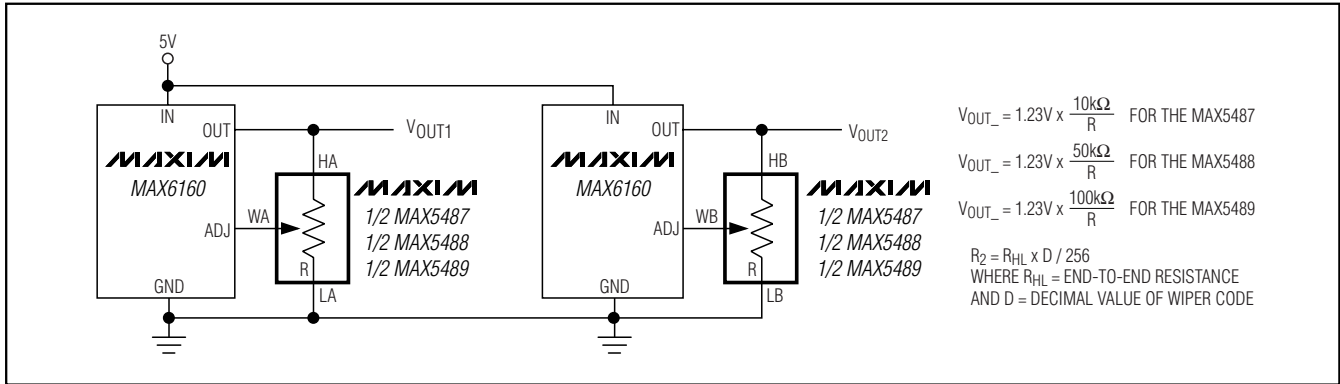 5V
IN
OUT
VOUT1
HA
MAXIM
MAX6160
WA
ADJ
R
LA
GND
MAXIM
1/2 MAX5487
1/2 MAX5488
1/2 MAX5489
IN
OUT
VOUT2
HB
MAXIM
MAX6160
WB
ADJ
R
LB
GND
MAXIM
1/2 MAX5487
1/2 MAX5488
1/2 MAX5489
VOUT_ = 1.23V x 10kΩ / R FOR THE MAX5487
VOUT_ = 1.23V x 50kΩ / R FOR THE MAX5488
VOUT_ = 1.23V x 100kΩ / R FOR THE MAX5489
R2 = RHL x D / 256
WHERE RHL = END-TO-END RESISTANCE
AND D = DECIMAL VALUE OF WIPER CODE